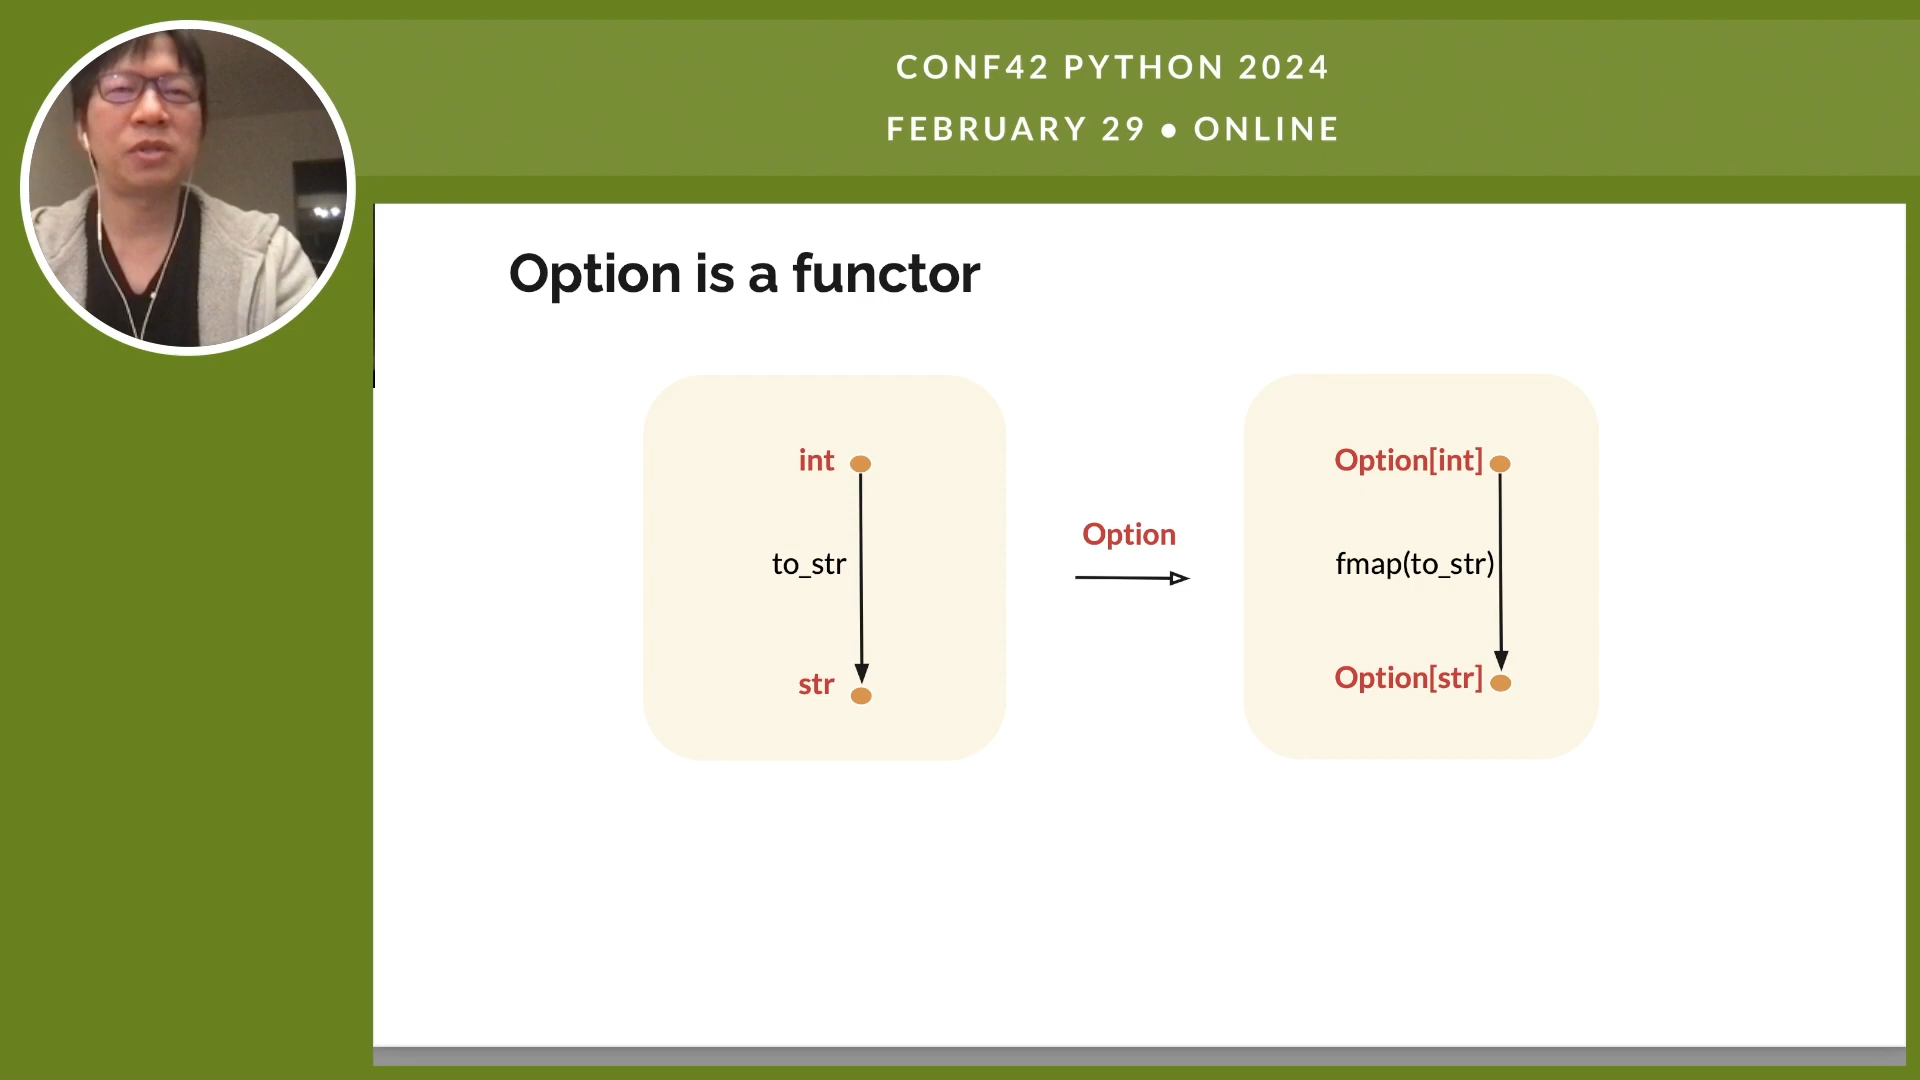 CONF42 PYTHON 2024
FEBRUARY 29 • ONLINE
Option is a functor
int
to_str
str
Option
Option[int]
fmap(to_str)
Option[str]